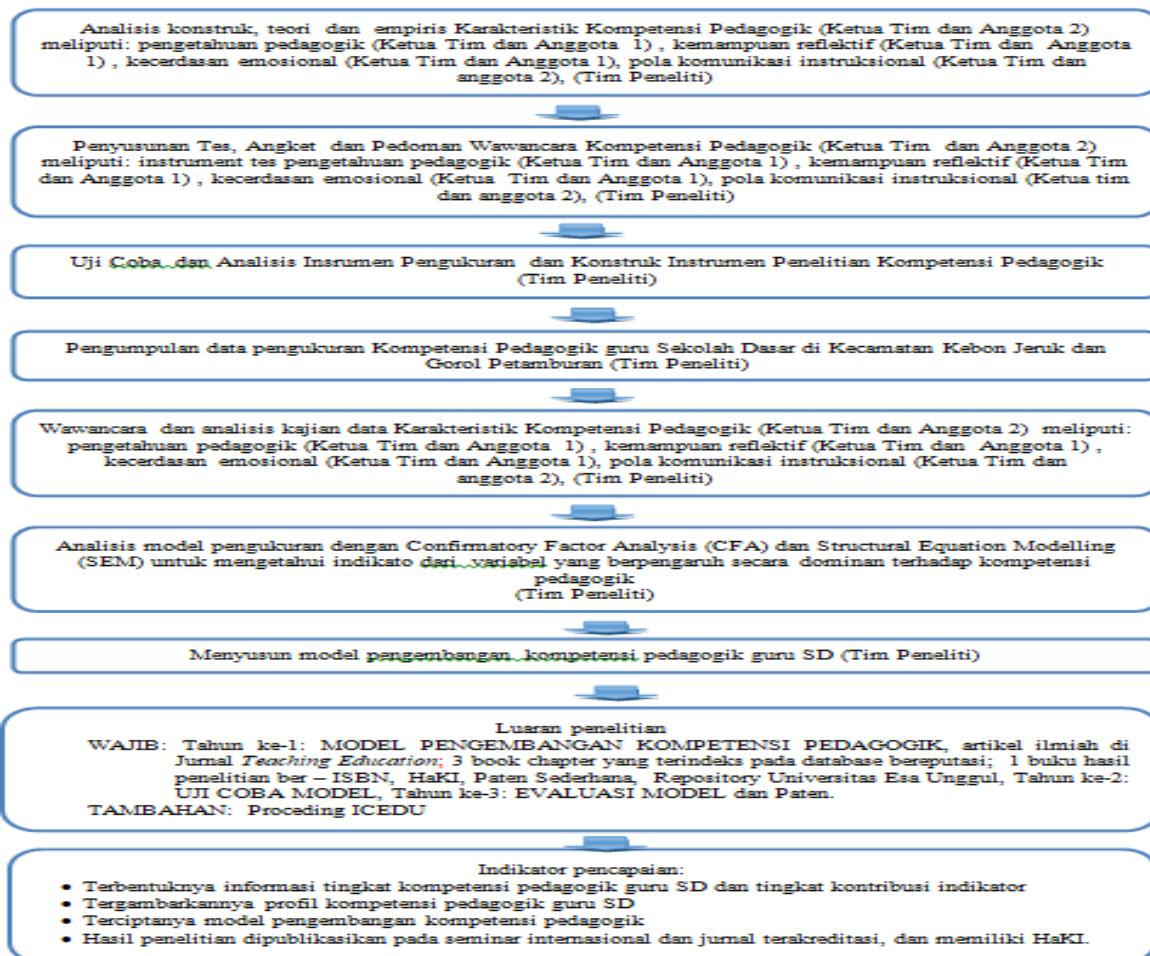 Analisis konstruk, teori dan empiris Karakteristik Kompetensi Pedagogik (Ketua Tim dan Anggota 2)
meliputi: pengetahuan pedagogik (Ketua Tim dan Anggota 1) , kemampuan reflektif (Ketua Tim dan Anggota
1) , kecerdasan emosional (Ketua Tim dan Anggota 1), pola komunikasi instruksional (Ketua Tim dan
anggota 2), (Tim Peneliti)
Penyusunan Tes, Angket dan Pedoman Wawancara Kompetensi Pedagogik (Ketua Tim dan Anggota 2)
meliputi: instrument tes pengetahuan pedagogik (Ketua Tim dan Anggota 1) , kemampuan reflektif (Ketua Tim
dan Anggota 1) , kecerdasan emosional (Ketua Tim dan Anggota 1), pola komunikasi instruksional (Ketua tim
dan anggota 2), (Tim Peneliti)
Uji Coba dan Analisis Insrumen Pengukuran dan Konstruk Instrumen Penelitian Kompetensi Pedagogik
(Tim Peneliti)
Pengumpulan data pengukuran Kompetensi Pedagogik guru Sekolah Dasar di Kecamatan Kebon Jeruk dan
Gorol Petamburan (Tim Peneliti)
Wawancara dan analisis kajian data Karakteristik Kompetensi Pedagogik (Ketua Tim dan Anggota 2) meliputi:
pengetahuan pedagogik (Ketua Tim dan Anggota 1) , kemampuan reflektif (Ketua Tim dan Anggota 1) ,
kecerdasan emosional (Ketua Tim dan Anggota 1), pola komunikasi instruksional (Ketua Tim dan
anggota 2), (Tim Peneliti)
Analisis model pengukuran dengan Confirmatory Factor Analysis (CFA) dan Structural Equation Modelling
(SEM) untuk mengetahui indikato dari variabel yang berpengaruh secara dominan terhadap kompetensi
pedagogik
(Tim Peneliti)
Menyusun model pengembangan kompetensi pedagogik guru SD (Tim Peneliti)
Luaran penelitian
WAJIB: Tahun ke-1: MODEL PENGEMBANGAN KOMPETENSI PEDAGOGIK, artikel ilmiah di
Jurnal Teaching Education; 3 book chapter yang terindeks pada database bereputasi; 1 buku hasil
penelitian ber – ISBN, HaKI, Paten Sederhana, Repository Universitas Esa Unggul, Tahun ke-2:
UJI COBA MODEL, Tahun ke-3: EVALUASI MODEL dan Paten.
TAMBAHAN: Proceding ICEDU
Indikator pencapaian:
• Terbentuknya informasi tingkat kompetensi pedagogik guru SD dan tingkat kontribusi indikator
• Tergambarkannya profil kompetensi pedagogik guru SD
• Terciptanya model pengembangan kompetensi pedagogik
• Hasil penelitian dipublikasikan pada seminar internasional dan jurnal terakreditasi, dan memiliki HaKI.